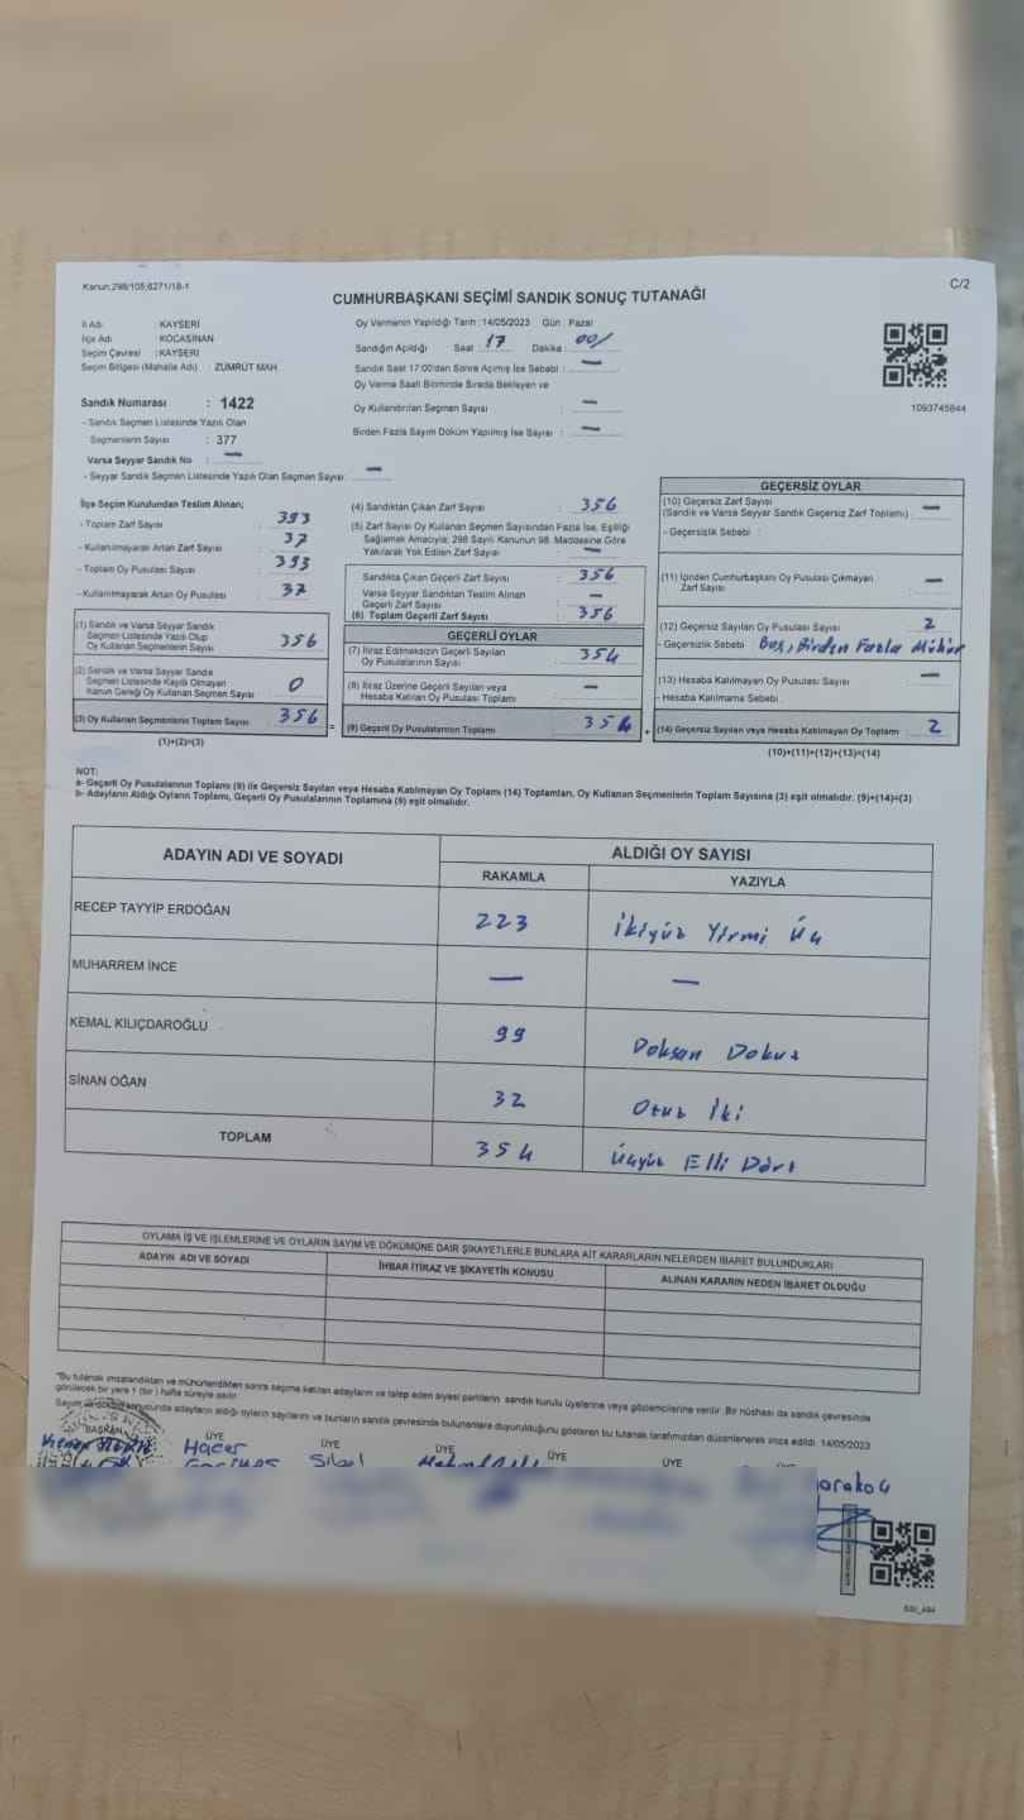 Kanun:298/105;6271/18-1
C/2
CUMHURBAŞKANI SEÇİMİ SANDIK SONUÇ TUTANAĞI
İl Adı : KAYSERİ
İlçe Adı : KOCASİNAN
Seçim Çevresi : KAYSERİ
Seçim Bölgesi (Mahalle Adı) : ZÜMRÜT MAH.
Oy Vermenin Yapıldığı Tarih : 14/05/2023 Gün : Pazar
Sandığın Açıldığı Saat : 17 Dakika : 00/
Sandık Saat 17:00'dan Sonra Açılmış İse Sebebi : —
Oy Verme Saati Bitiminde Sırada Bekleyen ve
Oy Kullandırılan Seçmen Sayısı : —
Birden Fazla Sayım Döküm Yapılmış İse Sayısı : —
1093745844
Sandık Numarası : 1422
- Sandık Seçmen Listesinde Yazılı Olan
Seçmenlerin Sayısı : 377
Varsa Seyyar Sandık No : —
- Seyyar Sandık Seçmen Listesinde Yazılı Olan Seçmen Sayısı : —
İlçe Seçim Kurulundan Teslim Alınan;
- Toplam Zarf Sayısı 393
- Kullanılmayarak Artan Zarf Sayısı 37
- Toplam Oy Pusulası Sayısı 393
- Kullanılmayarak Artan Oy Pusulası 37
(1) Sandık ve Varsa Seyyar Sandık
Seçmen Listesinde Yazılı Olup
Oy Kullanan Seçmenlerin Sayısı 356
(2) Sandık ve Varsa Seyyar Sandık
Seçmen Listesinde Kayıtlı Olmayan
Kanun Gereği Oy Kullanan Seçmen Sayısı 0
(3) Oy Kullanan Seçmenlerin Toplam Sayısı 356
(1)+(2)=(3)
(4) Sandıktan Çıkan Zarf Sayısı : 356
(5) Zarf Sayısı Oy Kullanan Seçmen Sayısından Fazla İse, Eşitliği
Sağlamak Amacıyla, 298 Sayılı Kanunun 98. Maddesine Göre
Yakılarak Yok Edilen Zarf Sayısı —
Sandıkta Çıkan Geçerli Zarf Sayısı 356
Varsa Seyyar Sandıktan Teslim Alınan
Geçerli Zarf Sayısı —
(6) Toplam Geçerli Zarf Sayısı 356
GEÇERLİ OYLAR
(7) İtiraz Edilmeksizin Geçerli Sayılan
Oy Pusulalarının Sayısı 354
(8) İtiraz Üzerine Geçerli Sayılan veya
Hesaba Katılan Oy Pusulası Toplamı —
= (9) Geçerli Oy Pusulalarının Toplamı 354
GEÇERSİZ OYLAR
(10) Geçersiz Zarf Sayısı
(Sandık ve Varsa Seyyar Sandık Geçersiz Zarf Toplamı) —
- Geçersizlik Sebebi :
(11) İçinden Cumhurbaşkanı Oy Pusulası Çıkmayan
Zarf Sayısı —
(12) Geçersiz Sayılan Oy Pusulası Sayısı 2
- Geçersizlik Sebebi : Boş, Birden Fazla Mühür
(13) Hesaba Katılmayan Oy Pusulası Sayısı —
- Hesaba Katılmama Sebebi :
+ (14) Geçersiz Sayılan veya Hesaba Katılmayan Oy Toplamı 2
(10)+(11)+(12)+(13)=(14)
NOT:
a- Geçerli Oy Pusulalarının Toplamı (9) ile Geçersiz Sayılan veya Hesaba Katılmayan Oy Toplamı (14) Toplamları, Oy Kullanan Seçmenlerin Toplam Sayısına (3) eşit olmalıdır. (9)+(14)=(3)
b- Adayların Aldığı Oyların Toplamı, Geçerli Oy Pusulalarının Toplamına (9) eşit olmalıdır.
ADAYIN ADI VE SOYADI
ALDIĞI OY SAYISI
RAKAMLA YAZIYLA
RECEP TAYYİP ERDOĞAN 223 İkiyüz Yirmi Üç
MUHARREM İNCE — —
KEMAL KILIÇDAROĞLU 99 Doksan Dokuz
SİNAN OĞAN 32 Otuz İki
TOPLAM 354 Üçyüz Elli Dört
OYLAMA İŞ VE İŞLEMLERİNE VE OYLARIN SAYIM VE DÖKÜMÜNE DAİR ŞİKAYETLERLE BUNLARA AİT KARARLARIN NELERDEN İBARET BULUNDUKLARI
ADAYIN ADI VE SOYADI İHBAR İTİRAZ VE ŞİKAYETİN KONUSU ALINAN KARARIN NEDEN İBARET OLDUĞU
"Bu tutanak imzalandıktan ve mühürlendikten sonra seçime katılan adayların ve talep eden siyasi partilerin sandık kurulu üyelerine veya gözlemcilerine verilir. Bir nüshası da sandık çevresinde
görülecek bir yere 1 (bir) hafta süreyle asılır.
Sayım ve döküm sonucunda adayların aldığı oyların sayılarını ve bunların sandık çevresinde bulunanlara duyurulduğunu gösteren bu tutanak tarafımızdan düzenlenerek imza edildi. 14/05/2023
BAŞKAN ÜYE ÜYE ÜYE ÜYE ÜYE
Hacer Sibel